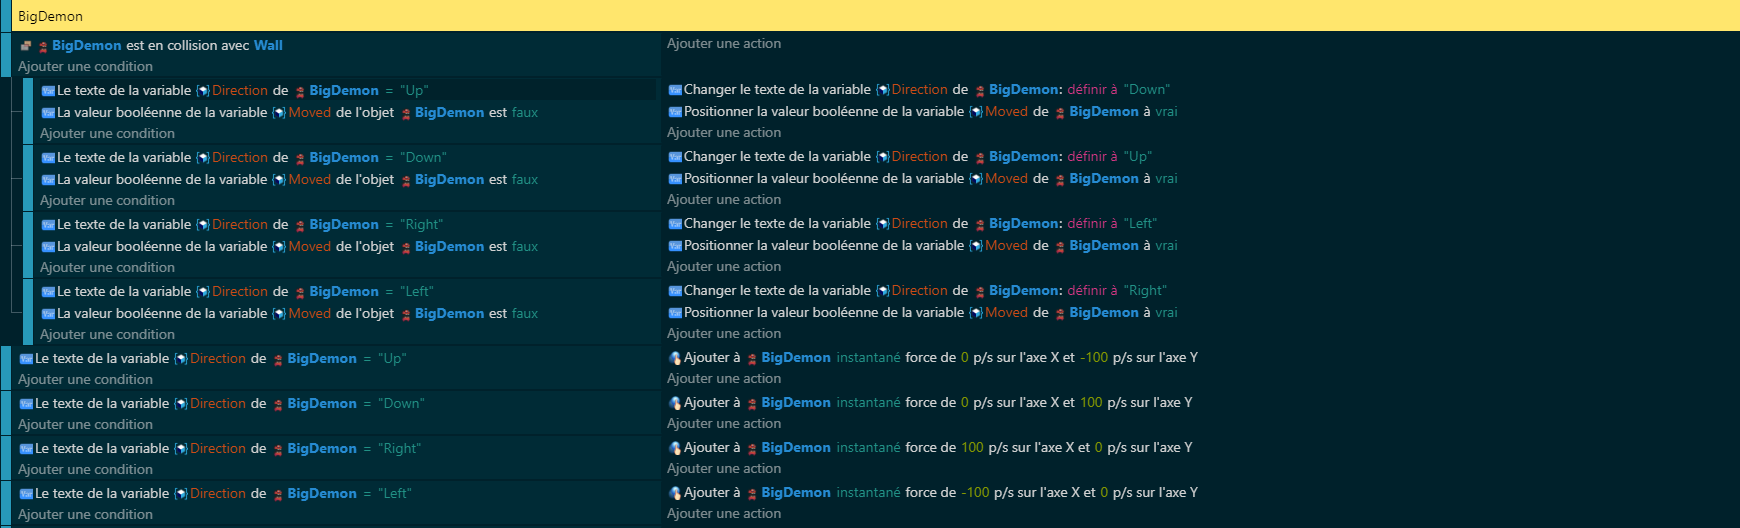 BigDemon
BigDemon est en collision avec Wall
Ajouter une action
Ajouter une condition
Le texte de la variable Direction de BigDemon = "Up"
Changer le texte de la variable Direction de BigDemon: définir à "Down"
La valeur booléenne de la variable Moved de l'objet BigDemon est faux
Positionner la valeur booléenne de la variable Moved de BigDemon à vrai
Ajouter une condition
Ajouter une action
Le texte de la variable Direction de BigDemon = "Down"
Changer le texte de la variable Direction de BigDemon: définir à "Up"
La valeur booléenne de la variable Moved de l'objet BigDemon est faux
Positionner la valeur booléenne de la variable Moved de BigDemon à vrai
Ajouter une condition
Ajouter une action
Le texte de la variable Direction de BigDemon = "Right"
Changer le texte de la variable Direction de BigDemon: définir à "Left"
La valeur booléenne de la variable Moved de l'objet BigDemon est faux
Positionner la valeur booléenne de la variable Moved de BigDemon à vrai
Ajouter une condition
Ajouter une action
Le texte de la variable Direction de BigDemon = "Left"
Changer le texte de la variable Direction de BigDemon: définir à "Right"
La valeur booléenne de la variable Moved de l'objet BigDemon est faux
Positionner la valeur booléenne de la variable Moved de BigDemon à vrai
Ajouter une condition
Ajouter une action
Le texte de la variable Direction de BigDemon = "Up"
Ajouter à BigDemon instantané force de 0 p/s sur l'axe X et -100 p/s sur l'axe Y
Ajouter une condition
Ajouter une action
Le texte de la variable Direction de BigDemon = "Down"
Ajouter à BigDemon instantané force de 0 p/s sur l'axe X et 100 p/s sur l'axe Y
Ajouter une condition
Ajouter une action
Le texte de la variable Direction de BigDemon = "Right"
Ajouter à BigDemon instantané force de 100 p/s sur l'axe X et 0 p/s sur l'axe Y
Ajouter une condition
Ajouter une action
Le texte de la variable Direction de BigDemon = "Left"
Ajouter à BigDemon instantané force de -100 p/s sur l'axe X et 0 p/s sur l'axe Y
Ajouter une condition
Ajouter une action